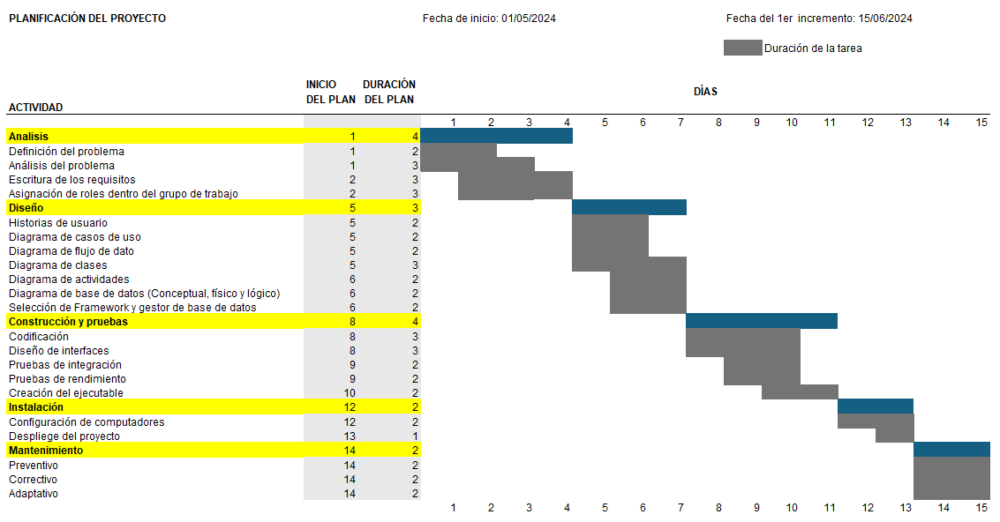 PLANIFICACIÓN DEL PROYECTO Fecha de inicio: 01/05/2024 Fecha del 1er incremento: 15/06/2024
Duración de la tarea
INICIO DURACIÓN
DEL PLAN DEL PLAN DÍAS
ACTIVIDAD
1 2 3 4 5 6 7 8 9 10 11 12 13 14 15
Analisis 1 4
Definición del problema 1 2
Análisis del problema 1 3
Escritura de los requisitos 2 3
Asignación de roles dentro del grupo de trabajo 2 3
Diseño 5 3
Historias de usuario 5 2
Diagrama de casos de uso 5 2
Diagrama de flujo de dato 5 2
Diagrama de clases 5 3
Diagrama de actividades 6 2
Diagrama de base de datos (Conceptual, físico y lógico) 6 2
Selección de Framework y gestor de base de datos 6 2
Construcción y pruebas 8 4
Codificación 8 3
Diseño de interfaces 8 3
Pruebas de integración 9 2
Pruebas de rendimiento 9 2
Creación del ejecutable 10 2
Instalación 12 2
Configuración de computadores 12 2
Despliege del proyecto 13 1
Mantenimiento 14 2
Preventivo 14 2
Correctivo 14 2
Adaptativo 14 2
1 2 3 4 5 6 7 8 9 10 11 12 13 14 15